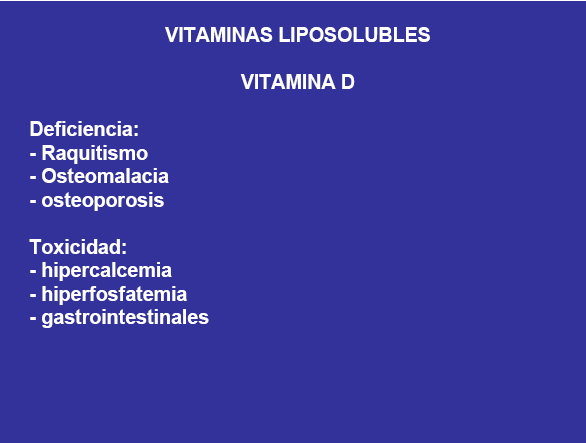 VITAMINAS LIPOSOLUBLES
VITAMINA D
Deficiencia:
- Raquitismo
- Osteomalacia
- osteoporosis
Toxicidad:
- hipercalcemia
- hiperfosfatemia
- gastrointestinales